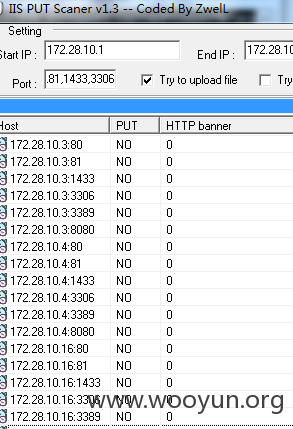 IIS PUT Scaner v1.3 -- Coded By ZwelL
Setting
Start IP : 172.28.10.1 End IP : 172.28.10
Port : .81,1433,3306 Try to upload file Try
Host PUT HTTP banner
172.28.10.3:80 NO 0
172.28.10.3:81 NO 0
172.28.10.3:1433 NO 0
172.28.10.3:3306 NO 0
172.28.10.3:3389 NO 0
172.28.10.3:8080 NO 0
172.28.10.4:80 NO 0
172.28.10.4:81 NO 0
172.28.10.4:1433 NO 0
172.28.10.4:3306 NO 0
172.28.10.4:3389 NO 0
172.28.10.4:8080 NO 0
172.28.10.16:80 NO 0
172.28.10.16:81 NO 0
172.28.10.16:1433 NO 0
172.28.10.16:3306 NO 0
172.28.10.16:3389 NO 0
www.wooyun.org